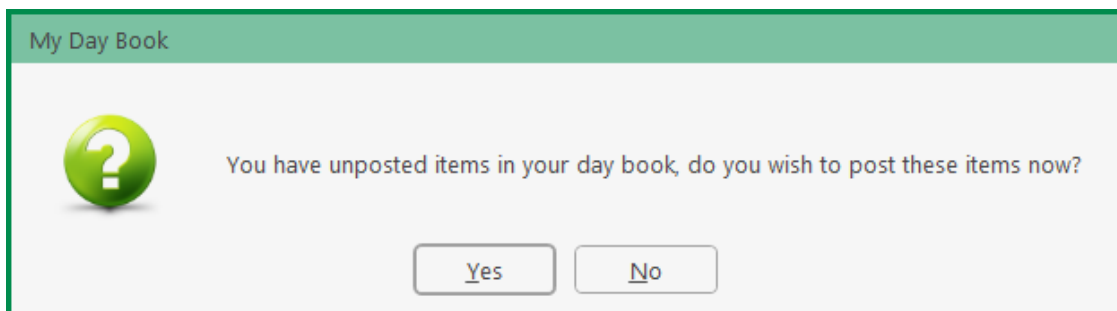 My Day Book
You have unposted items in your day book, do you wish to post these items now?
Yes
No